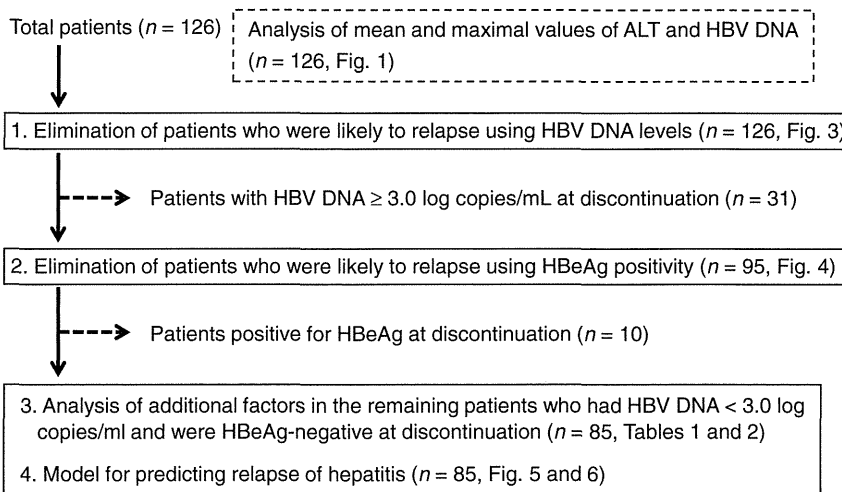 Total patients (n = 126)
Analysis of mean and maximal values of ALT and HBV DNA
(n = 126, Fig. 1)
1. Elimination of patients who were likely to relapse using HBV DNA levels (n = 126, Fig. 3)
Patients with HBV DNA ≥ 3.0 log copies/mL at discontinuation (n = 31)
2. Elimination of patients who were likely to relapse using HBeAg positivity (n = 95, Fig. 4)
Patients positive for HBeAg at discontinuation (n = 10)
3. Analysis of additional factors in the remaining patients who had HBV DNA < 3.0 log
copies/ml and were HBeAg-negative at discontinuation (n = 85, Tables 1 and 2)
4. Model for predicting relapse of hepatitis (n = 85, Fig. 5 and 6)